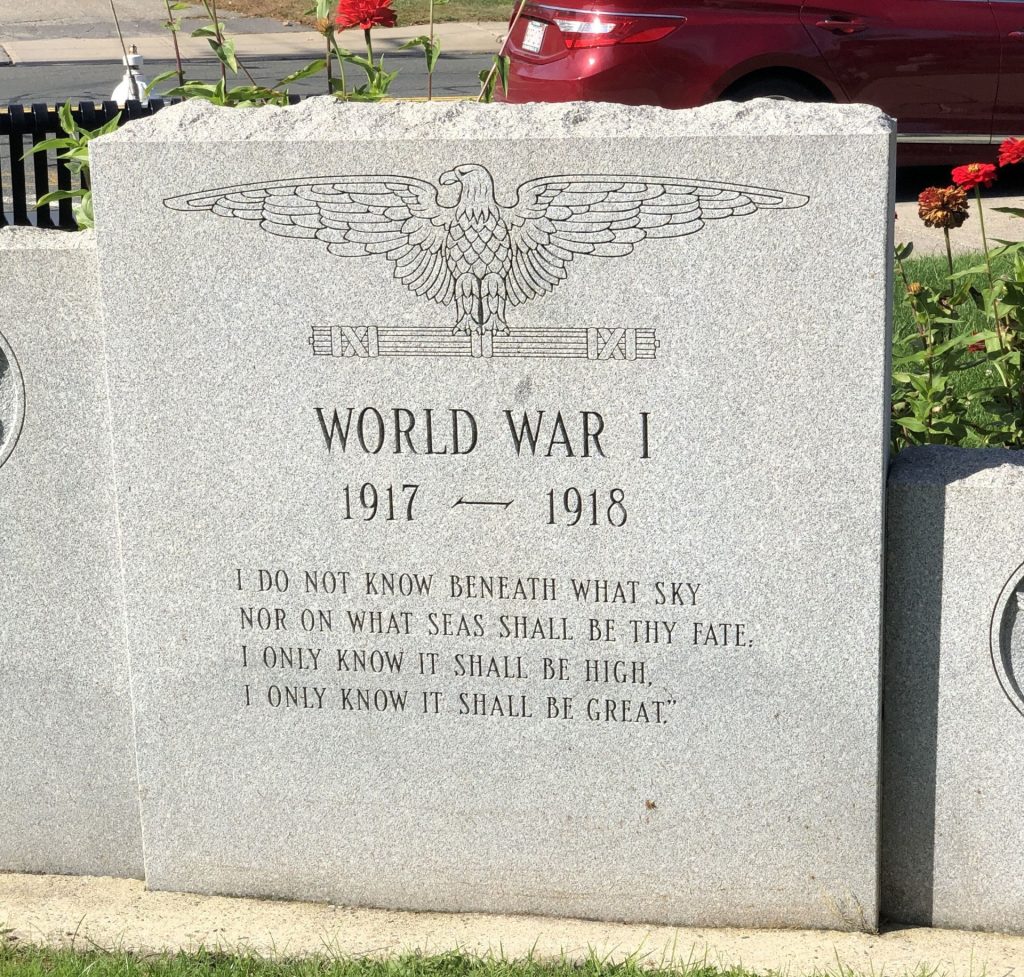 WORLD WAR I
1917 — 1918
I DO NOT KNOW BENEATH WHAT SKY
NOR ON WHAT SEAS SHALL BE THY FATE;
I ONLY KNOW IT SHALL BE HIGH,
I ONLY KNOW IT SHALL BE GREAT."